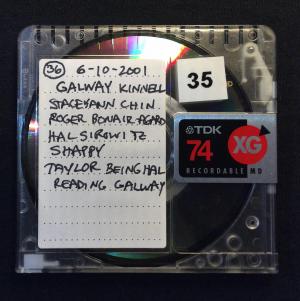 36 6-10-2001
GALWAY KINNELL
STACEYANN CHIN
ROGER BONAIR-AGARD
HAL SIROWITZ
SHAPPY
TAYLOR BEING HAL
READING GALWAY
35
TDK
74 XG
RECORDABLE MD